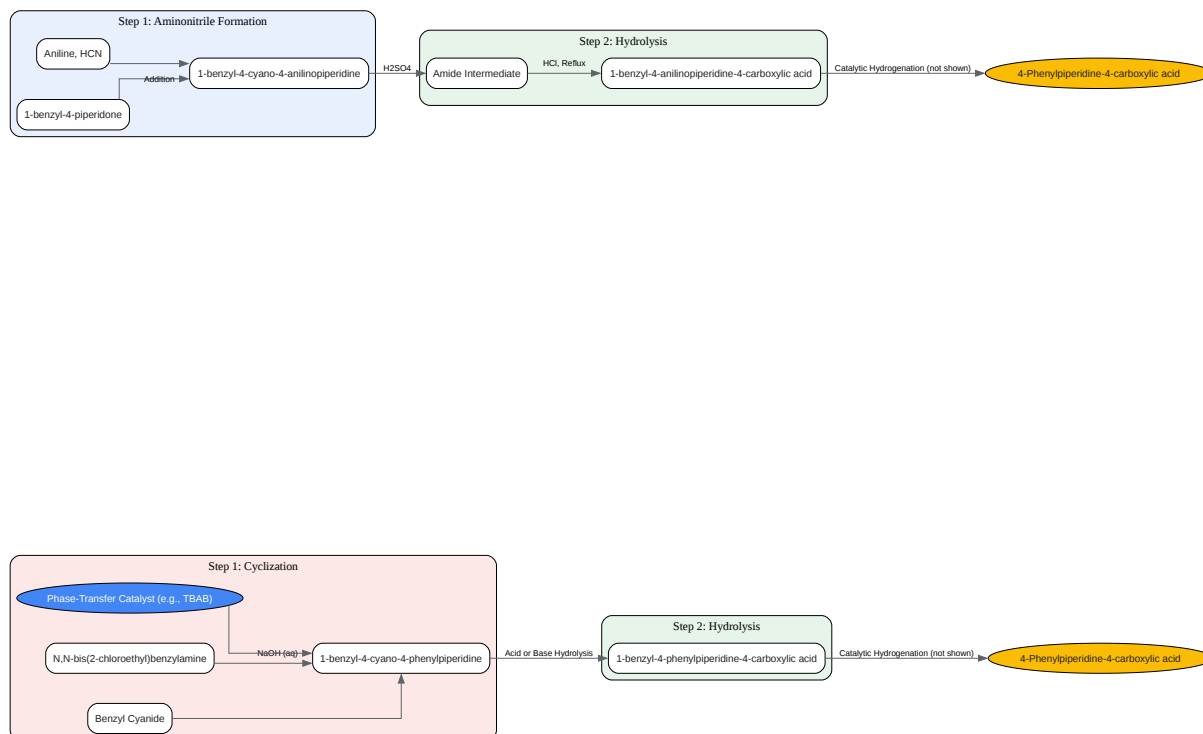 Step 1: Aminonitrile Formation
Aniline, HCN
Addition
1-benzyl-4-piperidone
1-benzyl-4-cyano-4-anilinopiperidine
H2SO4
Step 2: Hydrolysis
Amide Intermediate
HCl, Reflux
1-benzyl-4-anilinopiperidine-4-carboxylic acid
Catalytic Hydrogenation (not shown)
4-Phenylpiperidine-4-carboxylic acid
Step 1: Cyclization
Phase-Transfer Catalyst (e.g., TBAB)
N,N-bis(2-chloroethyl)benzylamine
NaOH (aq)
Benzyl Cyanide
1-benzyl-4-cyano-4-phenylpiperidine
Acid or Base Hydrolysis
Step 2: Hydrolysis
1-benzyl-4-phenylpiperidine-4-carboxylic acid
Catalytic Hydrogenation (not shown)
4-Phenylpiperidine-4-carboxylic acid